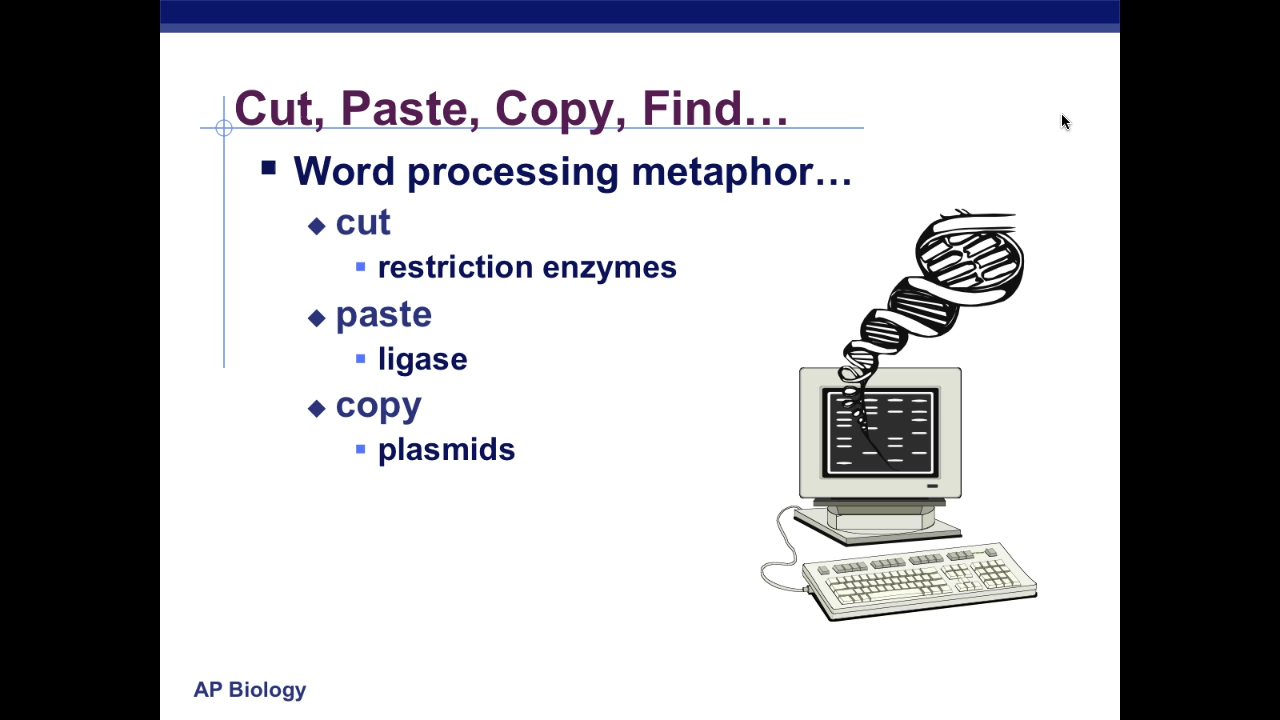 Cut, Paste, Copy, Find…
Word processing metaphor…
cut
restriction enzymes
paste
ligase
copy
plasmids
AP Biology